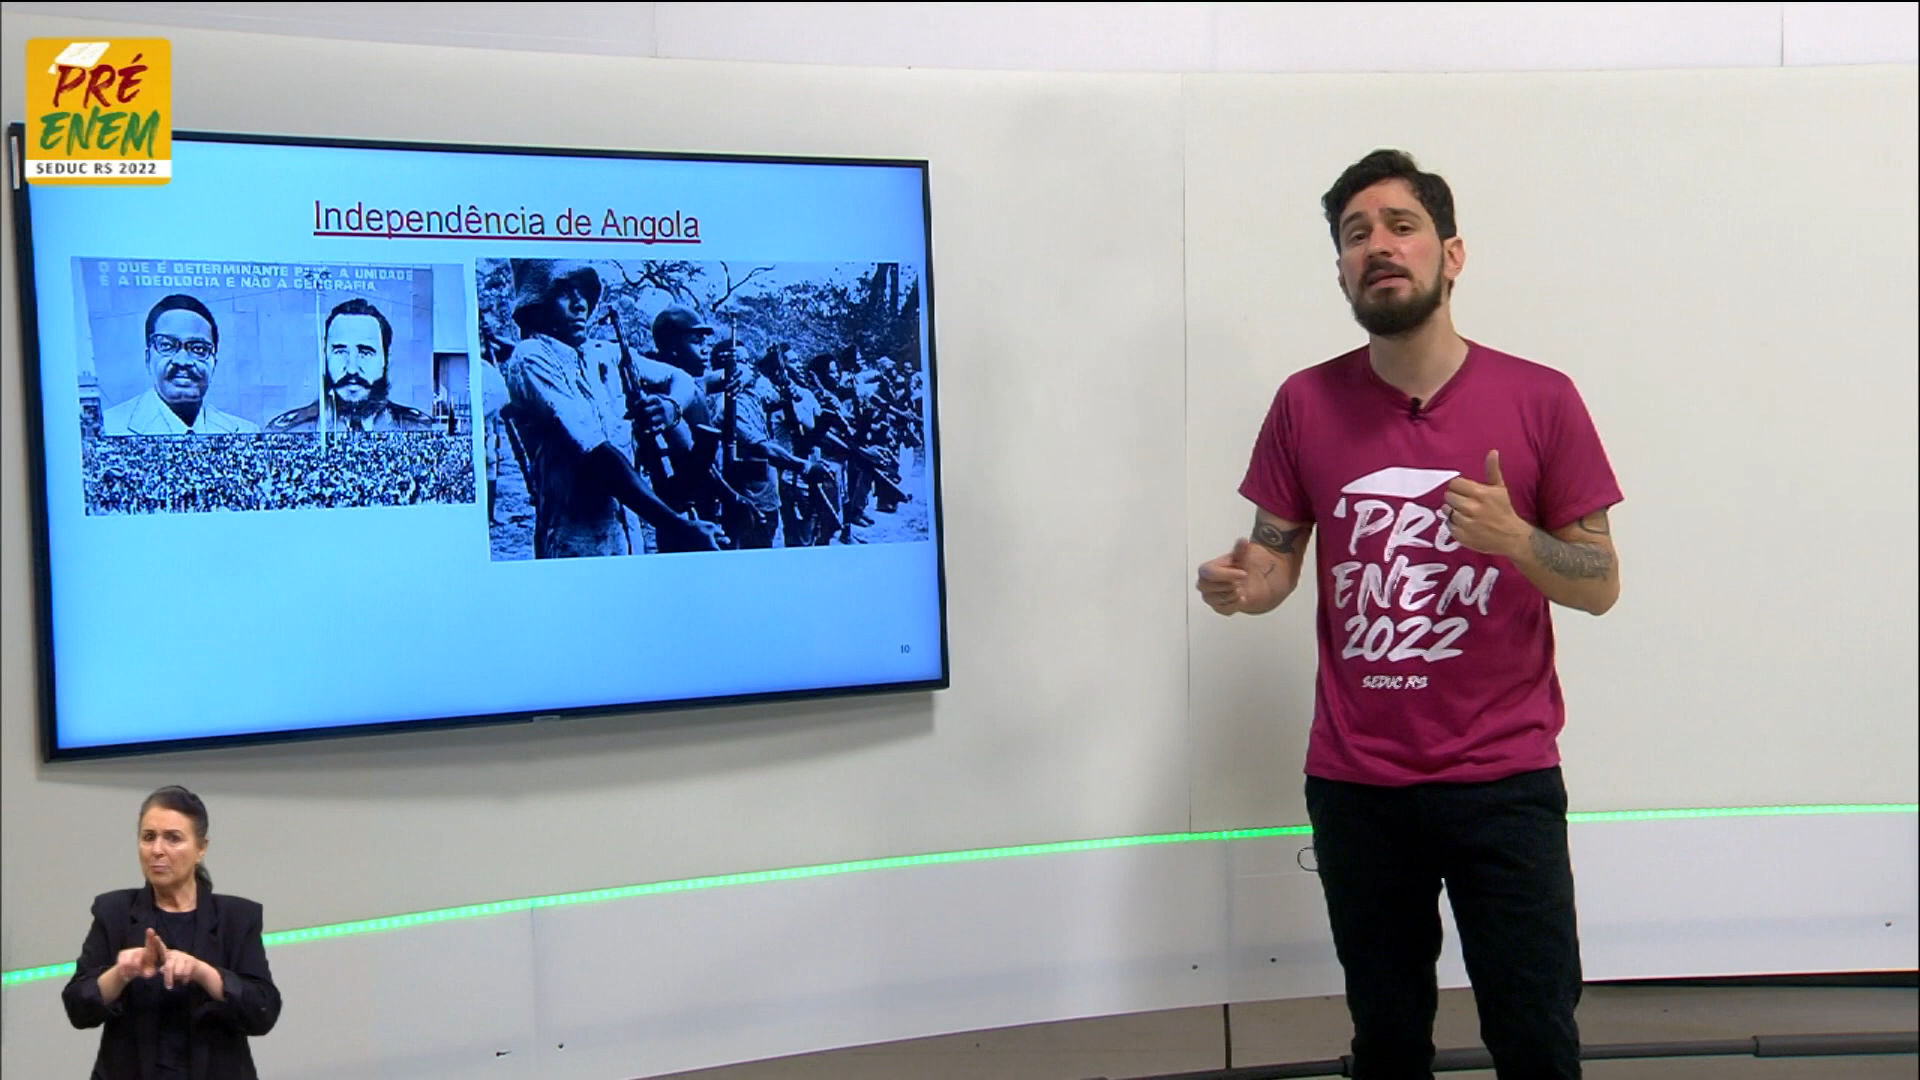 PRÉ
ENEM
SEDUC RS 2022
Independência de Angola
O QUE É DETERMINANTE PARA A UNIDADE
É A IDEOLOGIA E NÃO A GEOGRAFIA
10
PRÉ
ENEM
2022
SEDUC RS